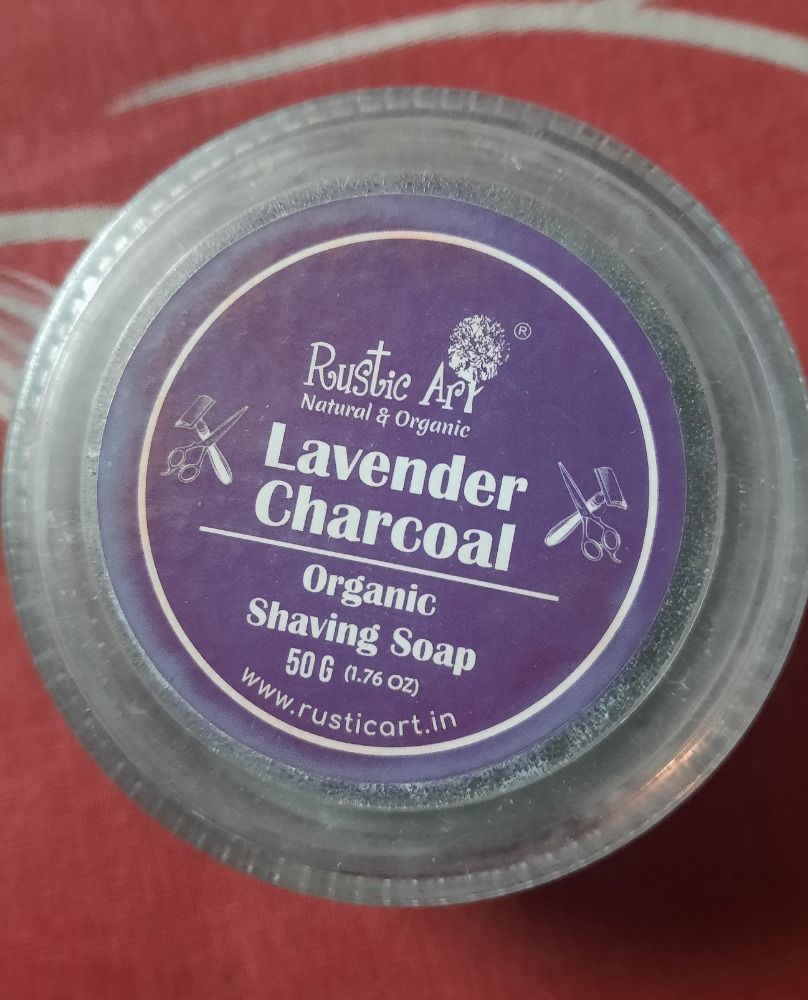 Rustic Art ®
Natural & Organic
Lavender
Charcoal
Organic
Shaving Soap
50 G (1.76 OZ)
www.rusticart.in